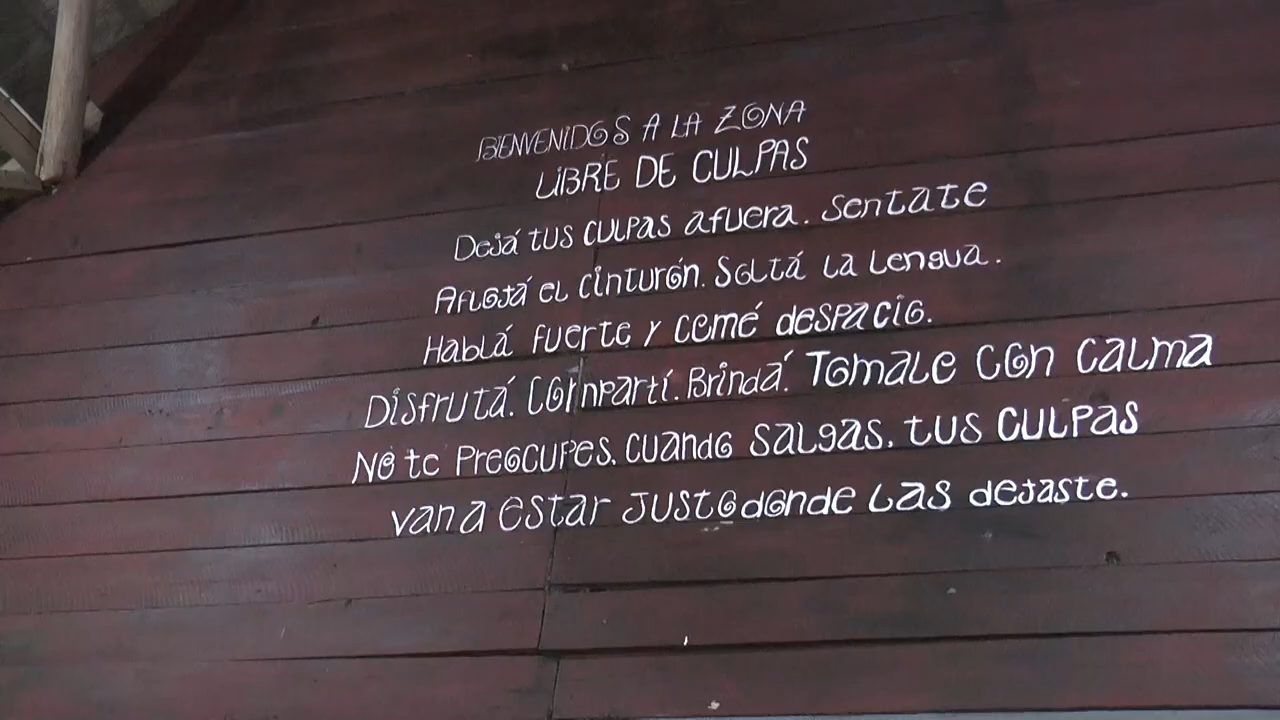 BIENVENIDOS A LA ZONA
LIBRE DE CULPAS
Dejá tus culpas afuera. Sentate
Aflojá el cinturón. Soltá la lengua.
Hablá fuerte y comé despacio.
Disfrutá. Compartí. Brindá. Tomale con calma
No te preocupes. Cuando salgas, tus culpas
van a estar justo donde las dejaste.